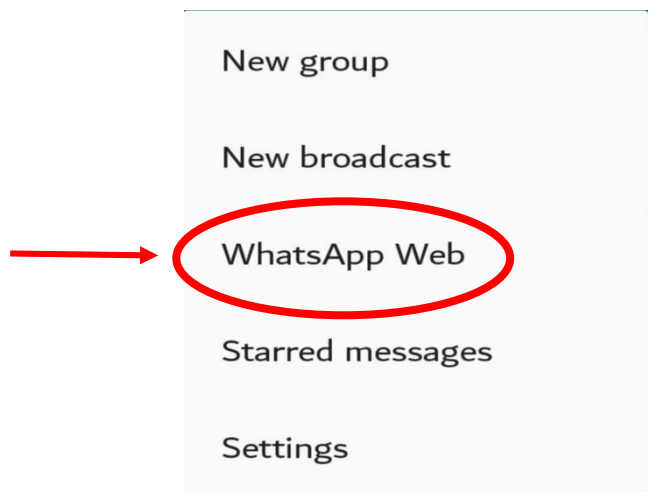 New group
New broadcast
WhatsApp Web
Starred messages
Settings